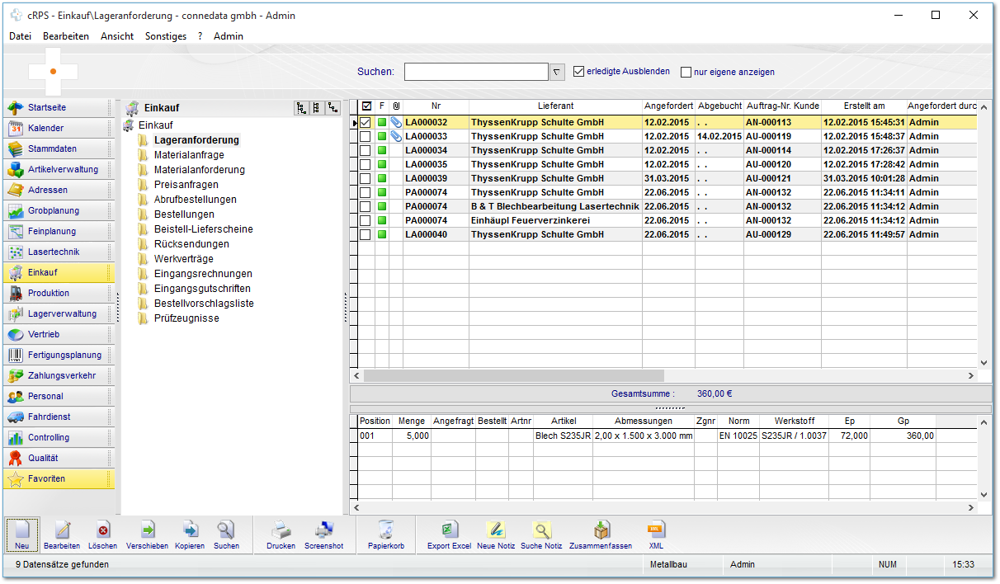 cRPS - Einkauf\Lageranforderung - connedata gmbh - Admin
Datei Bearbeiten Ansicht Sonstiges ? Admin
Suchen: erledigte Ausblenden nur eigene anzeigen
Startseite
Kalender
Stammdaten
Artikelverwaltung
Adressen
Grobplanung
Feinplanung
Lasertechnik
Einkauf
Produktion
Lagerverwaltung
Vertrieb
Fertigungsplanung
Zahlungsverkehr
Personal
Fahrdienst
Controlling
Qualität
Favoriten
Einkauf
Einkauf
Lageranforderung
Materialanfrage
Materialanforderung
Preisanfragen
Abrufbestellungen
Bestellungen
Beistell-Lieferscheine
Rücksendungen
Werkverträge
Eingangsrechnungen
Eingangsgutschriften
Bestellvorschlagsliste
Prüfzeugnisse
F Nr Lieferant Angefordert Abgebucht Auftrag-Nr. Kunde Erstellt am Angefordert durc
LA000032 ThyssenKrupp Schulte GmbH 12.02.2015 . . AN-000113 12.02.2015 15:45:31 Admin
LA000033 ThyssenKrupp Schulte GmbH 12.02.2015 14.02.2015 AU-000119 12.02.2015 15:48:37 Admin
LA000034 ThyssenKrupp Schulte GmbH 12.02.2015 . . AN-000114 12.02.2015 17:26:37 Admin
LA000035 ThyssenKrupp Schulte GmbH 12.02.2015 . . AU-000120 12.02.2015 17:28:42 Admin
LA000039 ThyssenKrupp Schulte GmbH 31.03.2015 . . AU-000121 31.03.2015 10:01:28 Admin
PA000074 ThyssenKrupp Schulte GmbH 22.06.2015 . . AN-000132 22.06.2015 11:34:11 Admin
PA000074 B & T Blechbearbeitung Lasertechnik 22.06.2015 . . AN-000132 22.06.2015 11:34:12 Admin
PA000074 Einhäupl Feuerverzinkerei 22.06.2015 . . AN-000132 22.06.2015 11:34:12 Admin
LA000040 ThyssenKrupp Schulte GmbH 22.06.2015 . . AU-000129 22.06.2015 11:49:57 Admin
Gesamtsumme : 360,00 €
Position Menge Angefragt Bestellt Artnr Artikel Abmessungen Zgnr Norm Werkstoff Ep Gp
001 5,000 Blech S235JR 2,00 x 1.500 x 3.000 mm EN 10025 S235JR / 1.0037 72,000 360,00
Neu Bearbeiten Löschen Verschieben Kopieren Suchen Drucken Screenshot Papierkorb Export Excel Neue Notiz Suche Notiz Zusammenfassen XML
9 Datensätze gefunden Metallbau Admin NUM 15:33